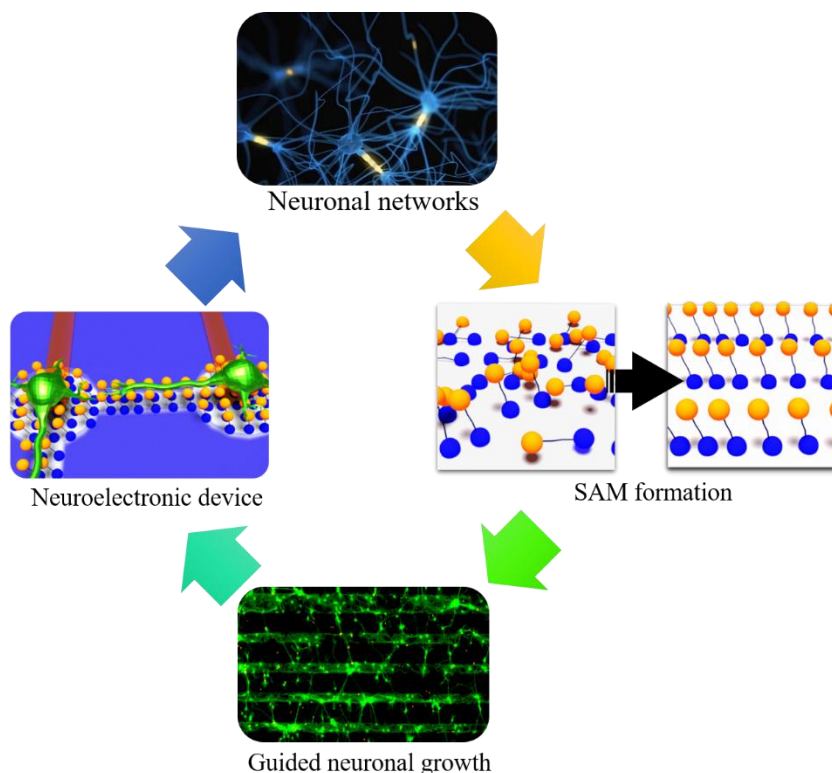 Neuronal networks
Neuroelectronic device
SAM formation
Guided neuronal growth